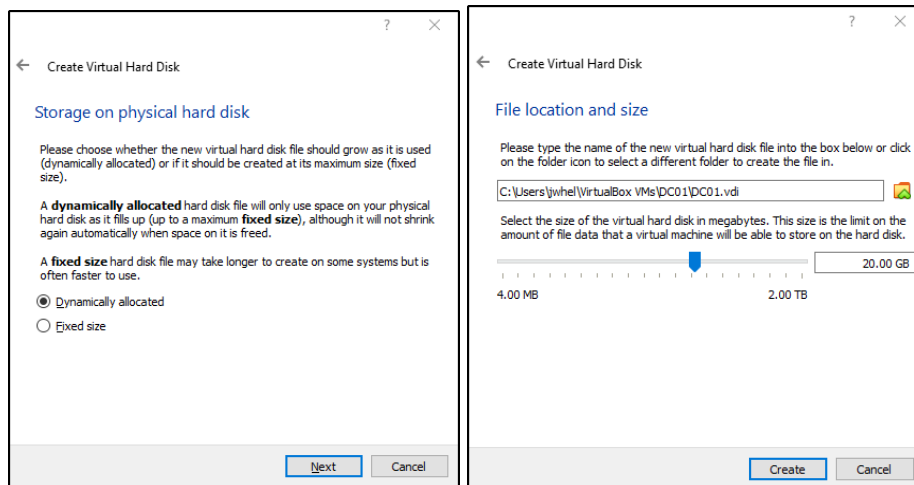 ?
Create Virtual Hard Disk
Storage on physical hard disk
Please choose whether the new virtual hard disk file should grow as it is used
(dynamically allocated) or if it should be created at its maximum size (fixed
size).
A dynamically allocated hard disk file will only use space on your physical
hard disk as it fills up (up to a maximum fixed size), although it will not shrink
again automatically when space on it is freed.
A fixed size hard disk file may take longer to create on some systems but is
often faster to use.
Dynamically allocated
Fixed size
Next Cancel
?
Create Virtual Hard Disk
File location and size
Please type the name of the new virtual hard disk file into the box below or click
on the folder icon to select a different folder to create the file in.
C:\Users\jwhel\VirtualBox VMs\DC01\DC01.vdi
Select the size of the virtual hard disk in megabytes. This size is the limit on the
amount of file data that a virtual machine will be able to store on the hard disk.
20.00 GB
4.00 MB 2.00 TB
Create Cancel